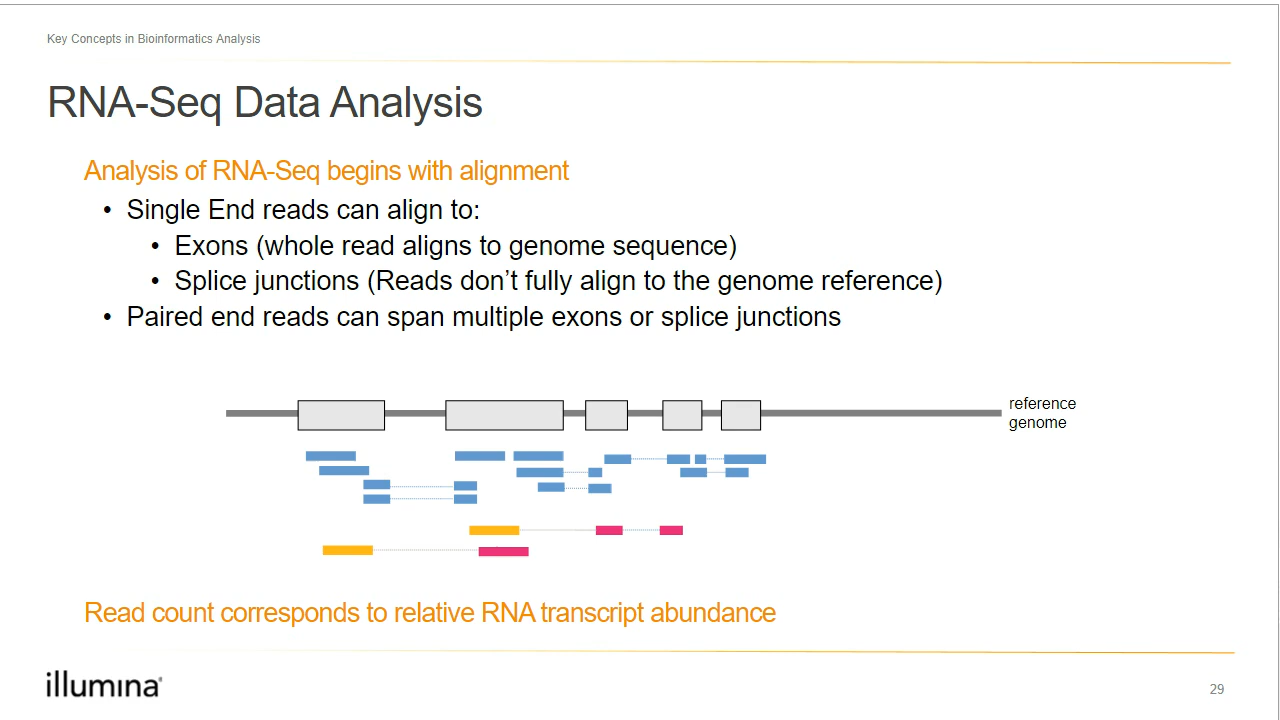 Key Concepts in Bioinformatics Analysis
RNA-Seq Data Analysis
Analysis of RNA-Seq begins with alignment
• Single End reads can align to:
• Exons (whole read aligns to genome sequence)
• Splice junctions (Reads don’t fully align to the genome reference)
• Paired end reads can span multiple exons or splice junctions
reference
genome
Read count corresponds to relative RNA transcript abundance
illumina®
29